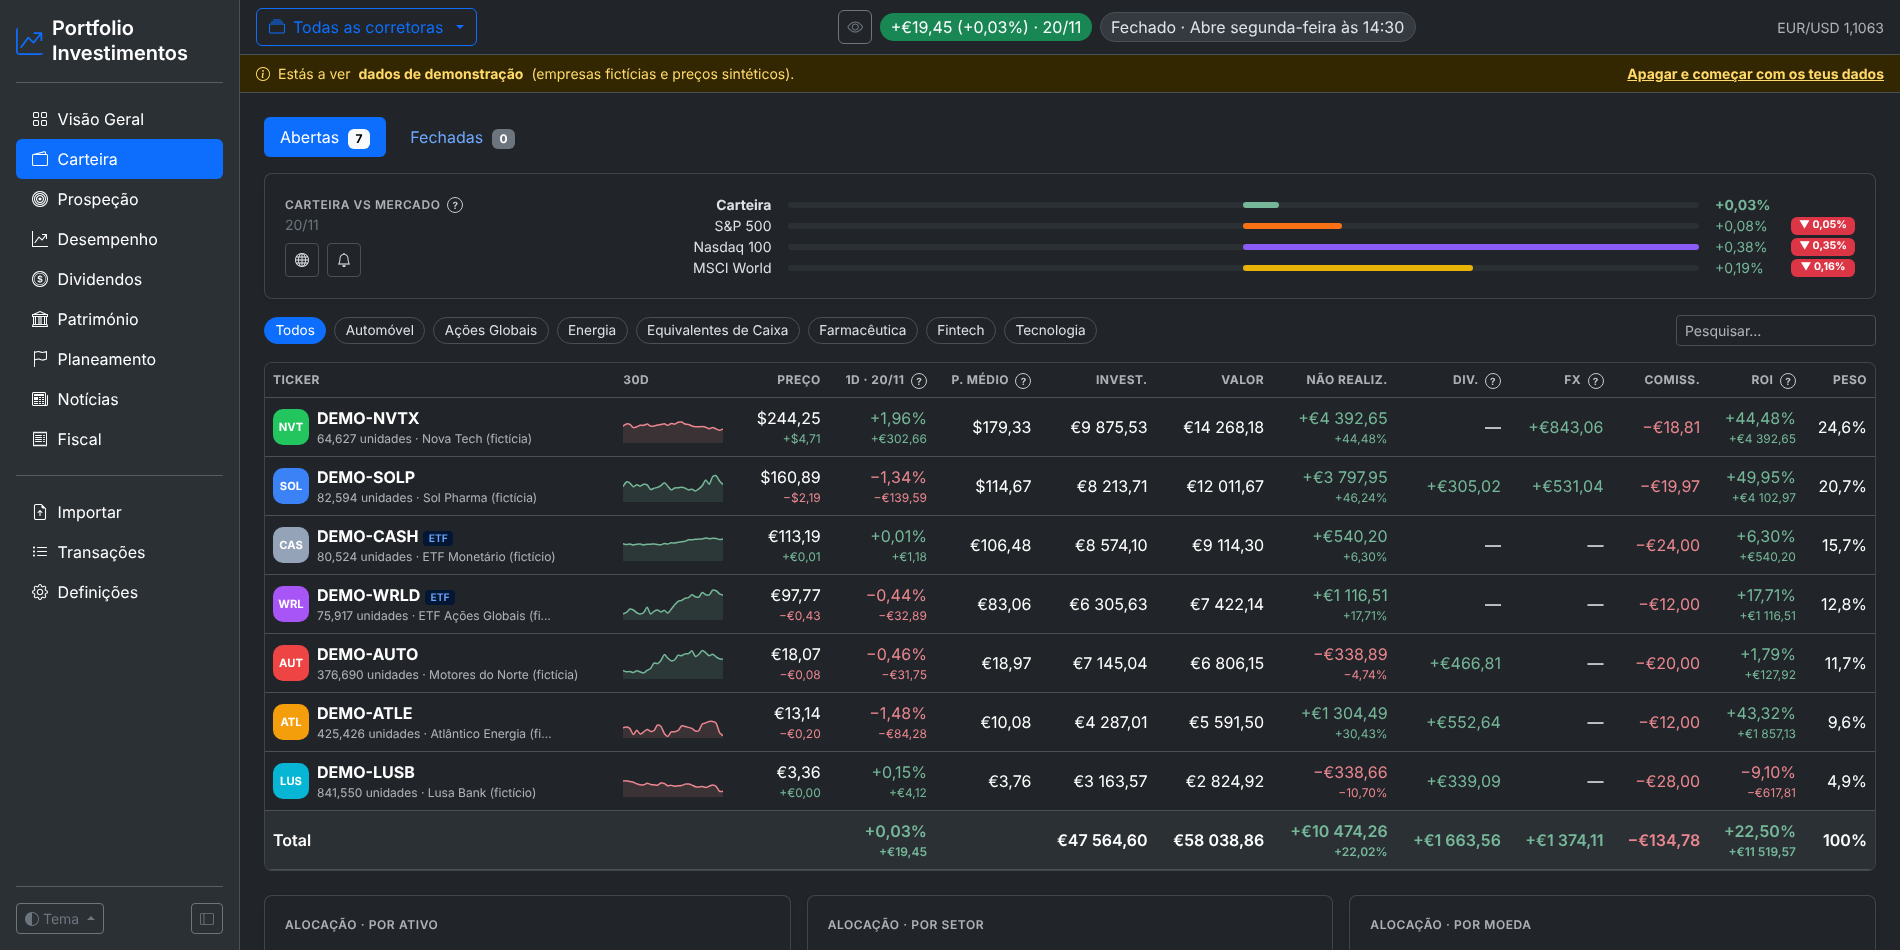 Portfolio
Investimentos
Visão Geral
Carteira
Prospeção
Desempenho
Dividendos
Património
Planeamento
Notícias
Fiscal
Importar
Transações
Definições
Tema
Todas as corretoras
+€19,45 (+0,03%) · 20/11
Fechado · Abre segunda-feira às 14:30
EUR/USD 1,1063
Estás a ver dados de demonstração (empresas fictícias e preços sintéticos).
Apagar e começar com os teus dados
Abertas 7
Fechadas 0
CARTEIRA VS MERCADO ?
20/11
Carteira +0,03%
S&P 500 +0,08% ▼ 0,05%
Nasdaq 100 +0,38% ▼ 0,35%
MSCI World +0,19% ▼ 0,16%
Todos Automóvel Ações Globais Energia Equivalentes de Caixa Farmacêutica Fintech Tecnologia
Pesquisar...
TICKER 30D PREÇO 1D · 20/11 ? P. MÉDIO ? INVEST. VALOR NÃO REALIZ. DIV. ? FX ? COMISS. ROI ? PESO
NVT DEMO-NVTX $244,25 +1,96% $179,33 €9 875,53 €14 268,18 +€4 392,65 — +€843,06 −€18,81 +44,48% 24,6%
64,627 unidades · Nova Tech (fictícia) +$4,71 +€302,66 +44,48% +€4 392,65
SOL DEMO-SOLP $160,89 −1,34% $114,67 €8 213,71 €12 011,67 +€3 797,95 +€305,02 +€531,04 −€19,97 +49,95% 20,7%
82,594 unidades · Sol Pharma (fictícia) −$2,19 −€139,59 +46,24% +€4 102,97
CAS DEMO-CASH ETF €113,19 +0,01% €106,48 €8 574,10 €9 114,30 +€540,20 — — −€24,00 +6,30% 15,7%
80,524 unidades · ETF Monetário (fictício) +€0,01 +€1,18 +6,30% +€540,20
WRL DEMO-WRLD ETF €97,77 −0,44% €83,06 €6 305,63 €7 422,14 +€1 116,51 — — −€12,00 +17,71% 12,8%
75,917 unidades · ETF Ações Globais (fi... −€0,43 −€32,89 +17,71% +€1 116,51
AUT DEMO-AUTO €18,07 −0,46% €18,97 €7 145,04 €6 806,15 −€338,89 +€466,81 — −€20,00 +1,79% 11,7%
376,690 unidades · Motores do Norte (fictícia) −€0,08 −€31,75 −4,74% +€127,92
ATL DEMO-ATLE €13,14 −1,48% €10,08 €4 287,01 €5 591,50 +€1 304,49 +€552,64 — −€12,00 +43,32% 9,6%
425,426 unidades · Atlântico Energia (fi... −€0,20 −€84,28 +30,43% +€1 857,13
LUS DEMO-LUSB €3,36 +0,15% €3,76 €3 163,57 €2 824,92 −€338,66 +€339,09 — −€28,00 −9,10% 4,9%
841,550 unidades · Lusa Bank (fictício) +€0,00 +€4,12 −10,70% −€617,81
Total +0,03% €47 564,60 €58 038,86 +€10 474,26 +€1 663,56 +€1 374,11 −€134,78 +22,50% 100%
+€19,45 +22,02% +€11 519,57
ALOCAÇÃO · POR ATIVO
ALOCAÇÃO · POR SETOR
ALOCAÇÃO · POR MOEDA